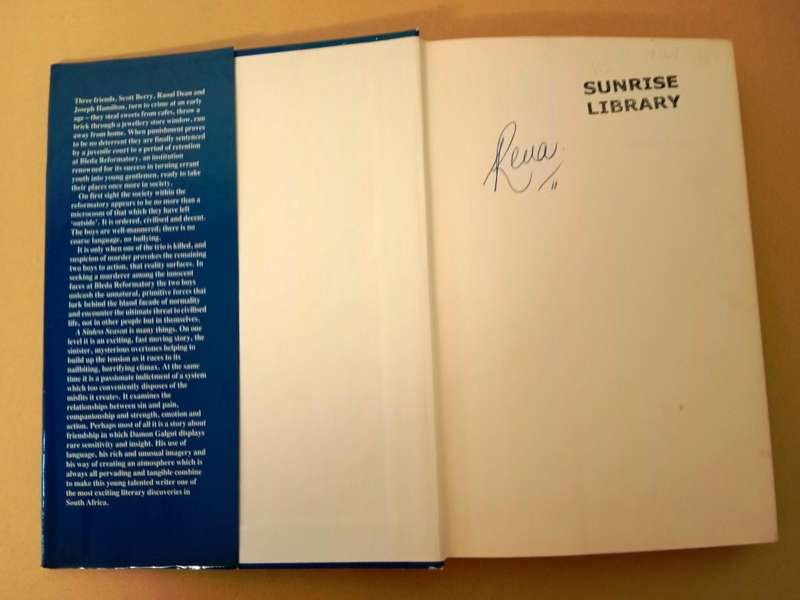 Three friends, Scott Berry, Raoul Dean and
Joseph Hamilton, turn to crime at an early
age – they steal sweets from cafes, throw a
brick through a jewellery store window, run
away from home. When punishment proves
to be no deterrent they are finally sentenced
by a juvenile court to a period of retention
at Bleda Reformatory, an institution
renowned for its success in turning errant
youth into young gentlemen, ready to take
their places once more in society.
On first sight the society within the
reformatory appears to be no more than a
microcosm of that which they have left
'outside'. It is ordered, civilised and decent.
The boys are well-mannered; there is no
coarse language, no bullying.
It is only when one of the trio is killed, and
suspicion of murder provokes the remaining
two boys to action, that reality surfaces. In
seeking a murderer among the innocent
faces at Bleda Reformatory the two boys
unleash the unnatural, primitive forces that
lurk behind the bland facade of normality
and encounter the ultimate threat to civilised
life, not in other people but in themselves.
A Sinless Season is many things. On one
level it is an exciting, fast moving story, the
sinister, mysterious overtones helping to
build up the tension as it races to its
nailbiting, horrifying climax. At the same
time it is a passionate indictment of a system
which too conveniently disposes of the
misfits it creates. It examines the
relationships between sin and pain,
companionship and strength, emotion and
action. Perhaps most of all it is a story about
friendship in which Damon Galgut displays
rare sensitivity and insight. His use of
language, his rich and unusual imagery and
his way of creating an atmosphere which is
always all pervading and tangible combine
to make this young talented writer one of
the most exciting literary discoveries in
South Africa.
SUNRISE
LIBRARY
Rena
/11